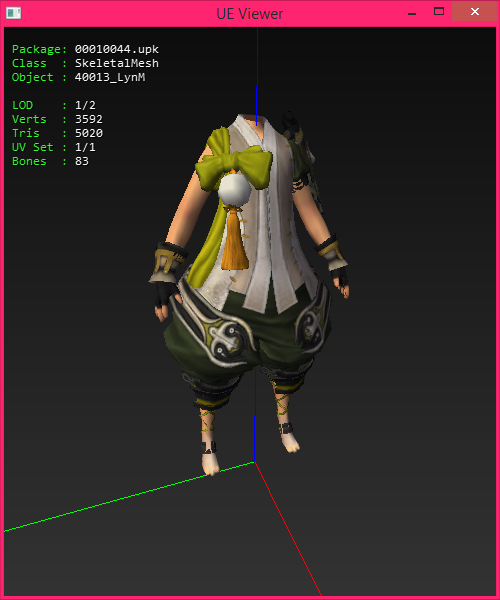 UE Viewer
Package: 00010044.upk
Class : SkeletalMesh
Object : 40013_LynM
LOD : 1/2
Verts : 3592
Tris : 5020
UV Set : 1/1
Bones : 83